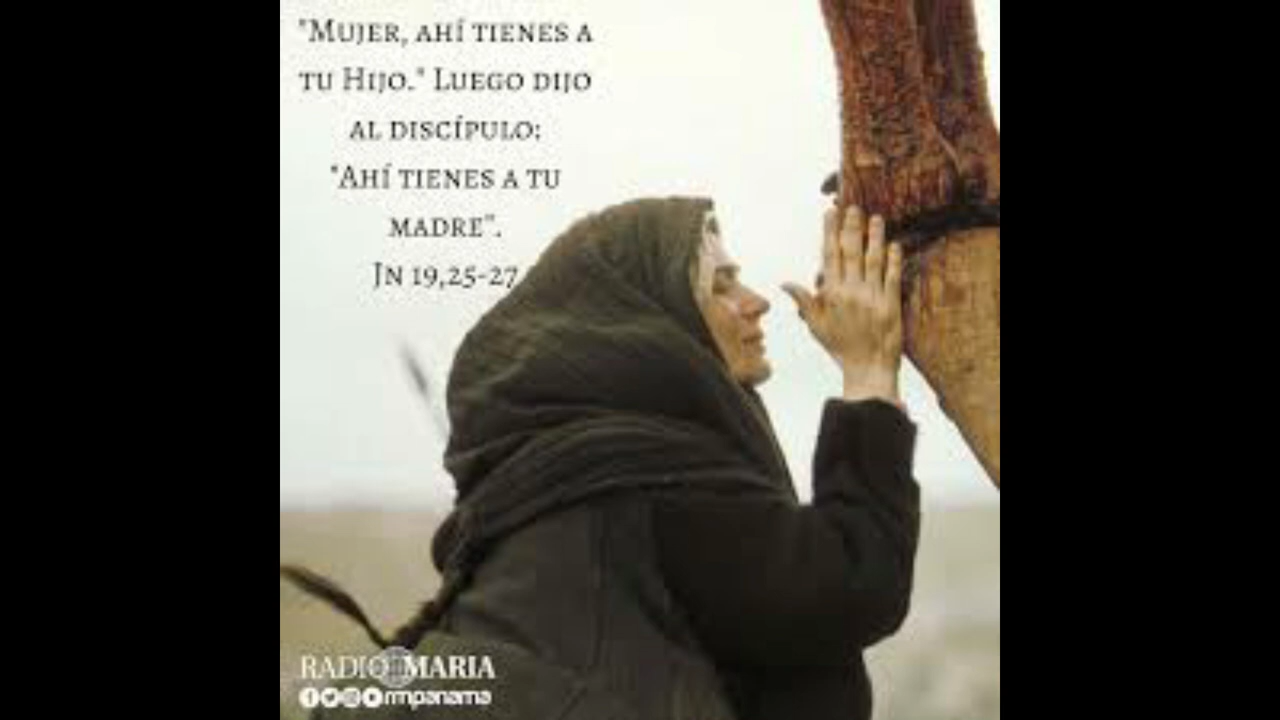 "Mujer, ahí tienes a
tu Hijo." Luego dijo
al discípulo:
"Ahí tienes a tu
madre".
Jn 19,25-27
RADIO MARIA
rmpanama